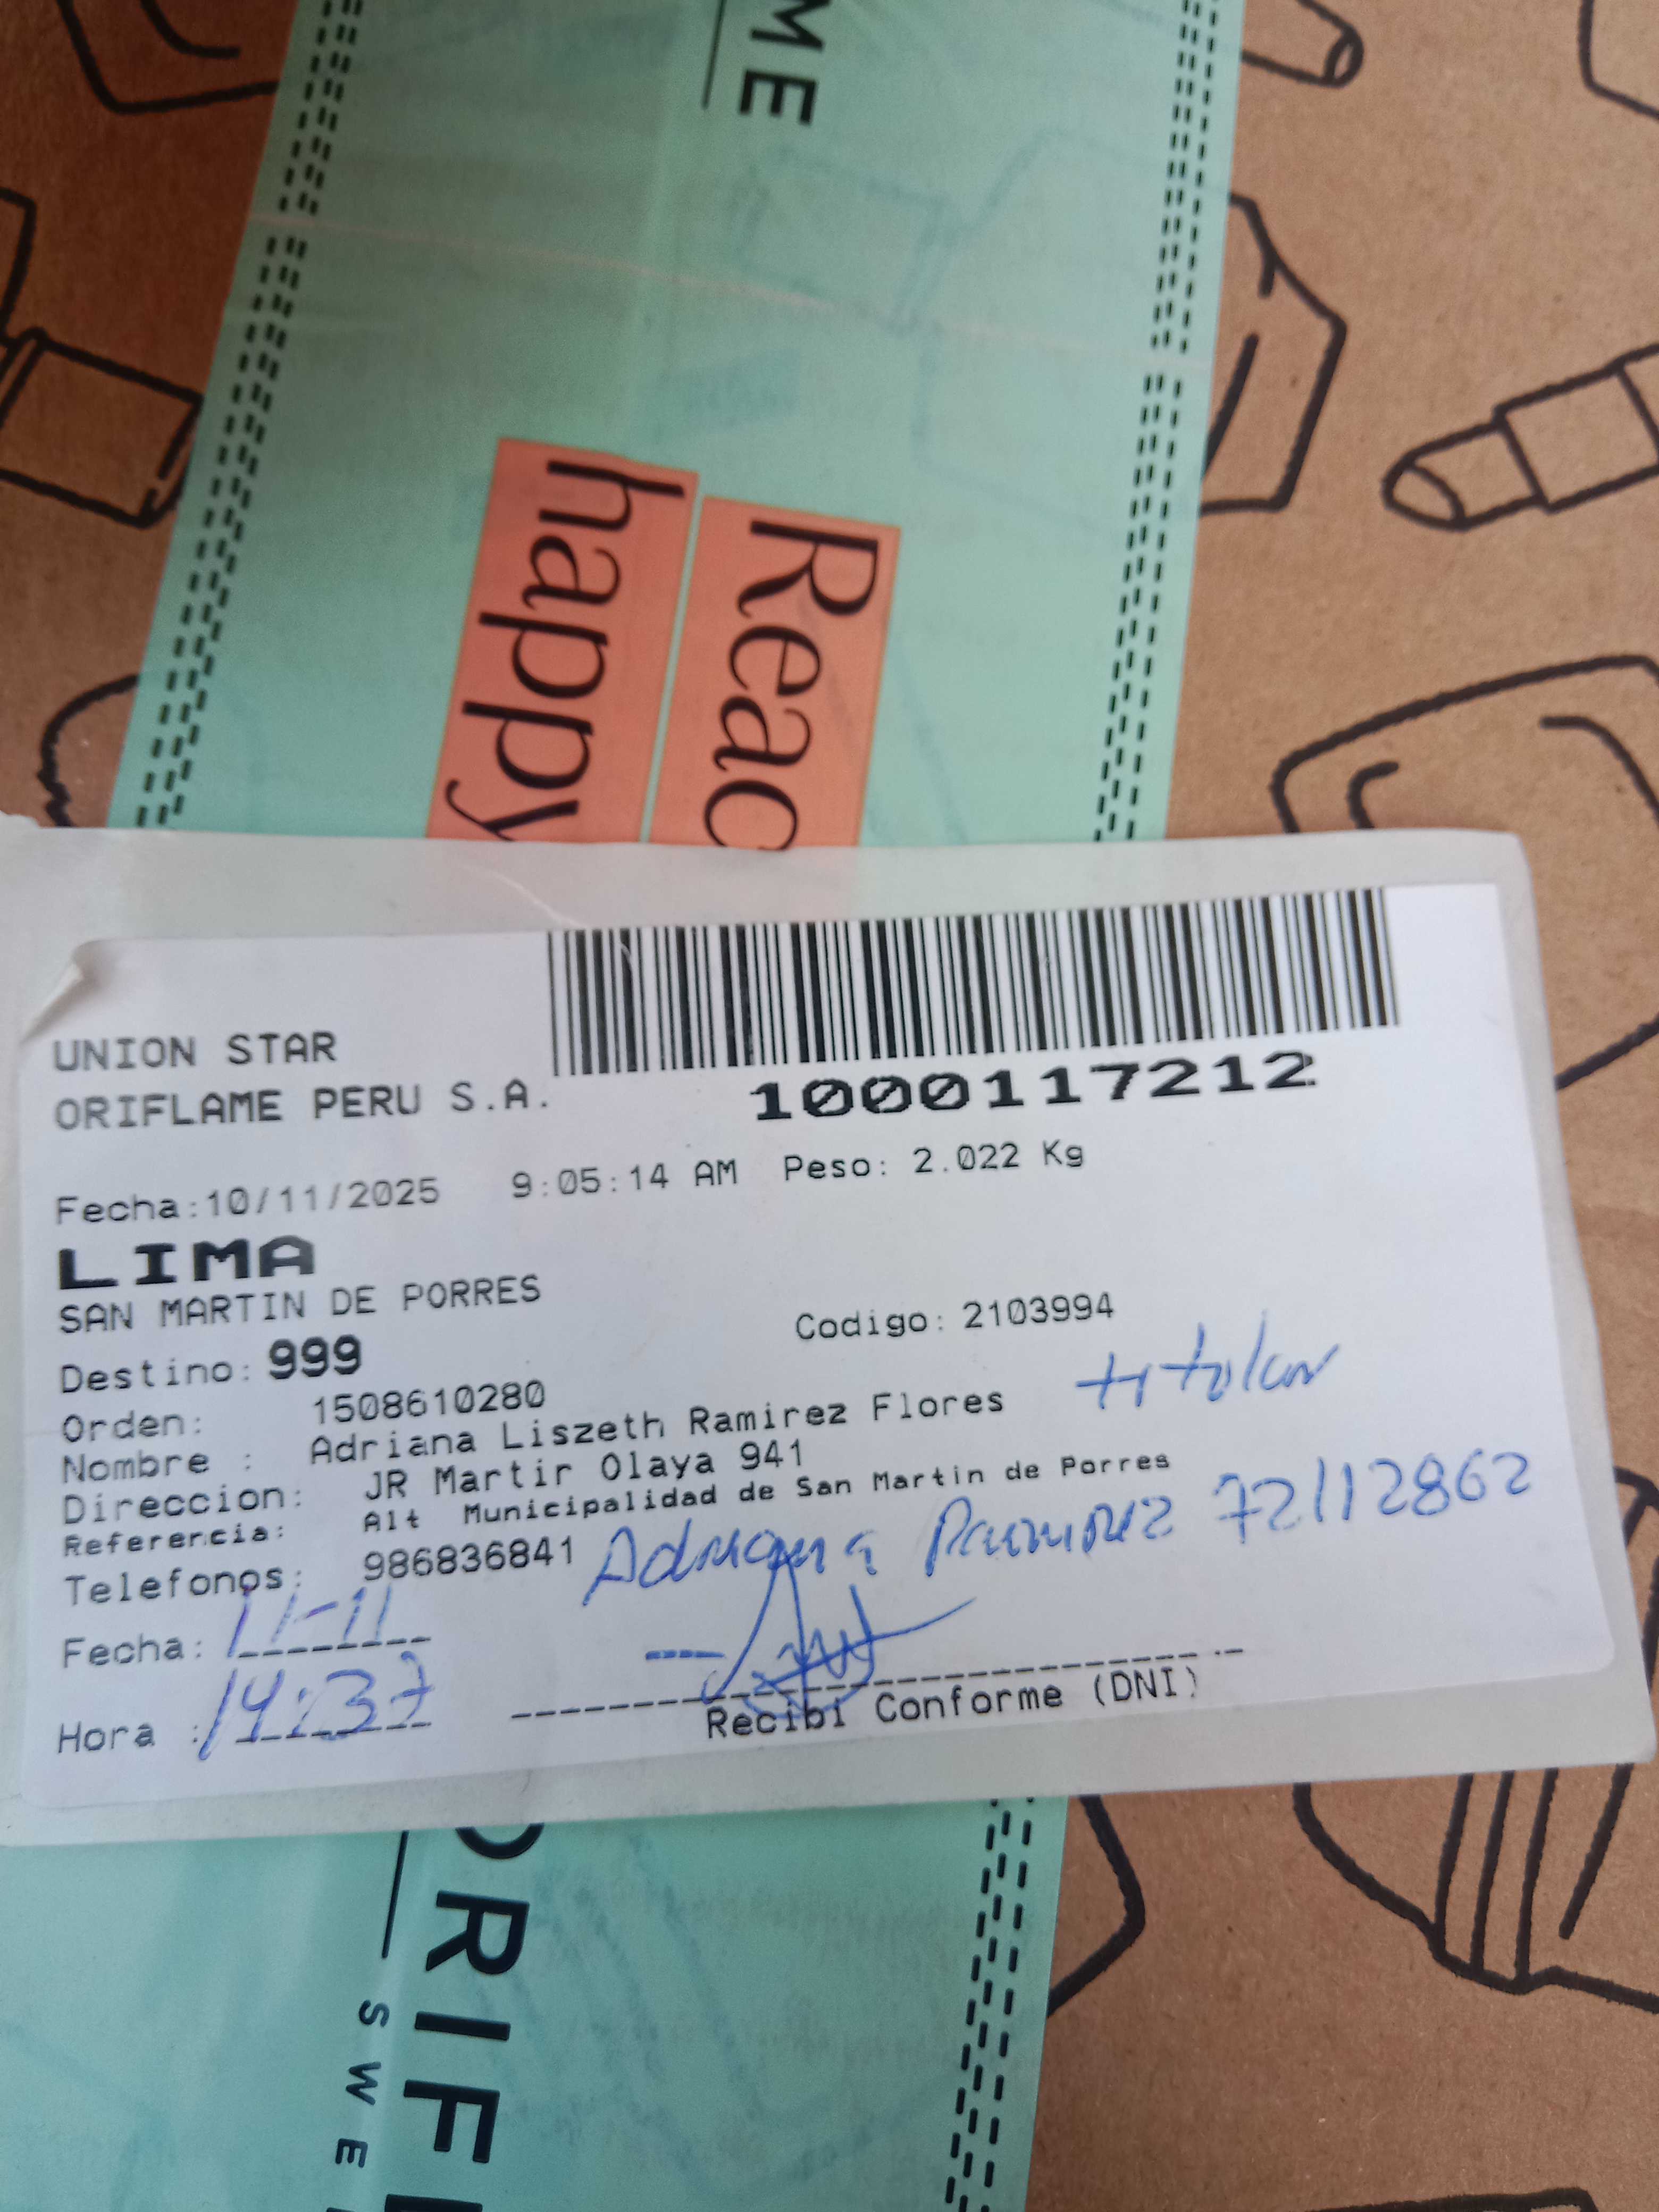 ME
Reac
happy
UNION STAR
ORIFLAME PERU S.A.
1000117212
Fecha:10/11/2025 9:05:14 AM Peso: 2.022 Kg
LIMA
SAN MARTIN DE PORRES
Codigo: 2103994
Destino: 999
Orden: 1508610280
Nombre : Adriana Liszeth Ramirez Flores titular
Direccion: JR Martir Olaya 941
Referencia: Alt Municipalidad de San Martin de Porres
Telefonos: 986836841
Adriana Ramirez 72112862
Fecha: 11-11
Hora : 14:37
Recibi Conforme (DNI)
ORIFL
SWE